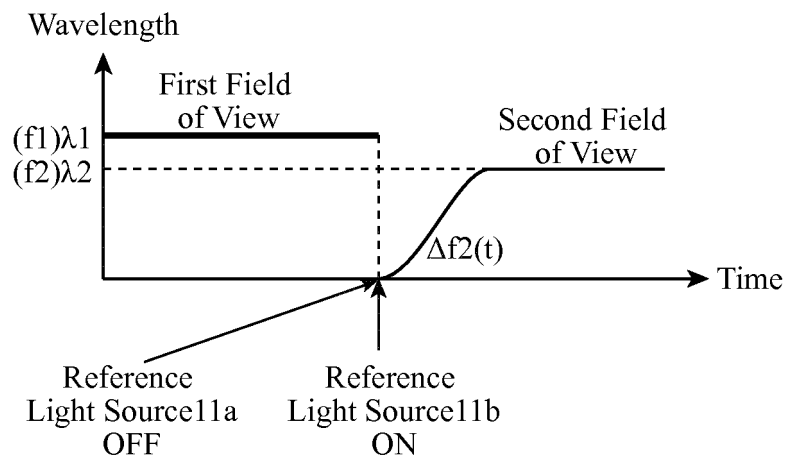 Wavelength
First Field
of View
(f1)λ1
Second Field
of View
(f2)λ2
Δf2(t)
Time
Reference
Light Source11a
OFF
Reference
Light Source11b
ON